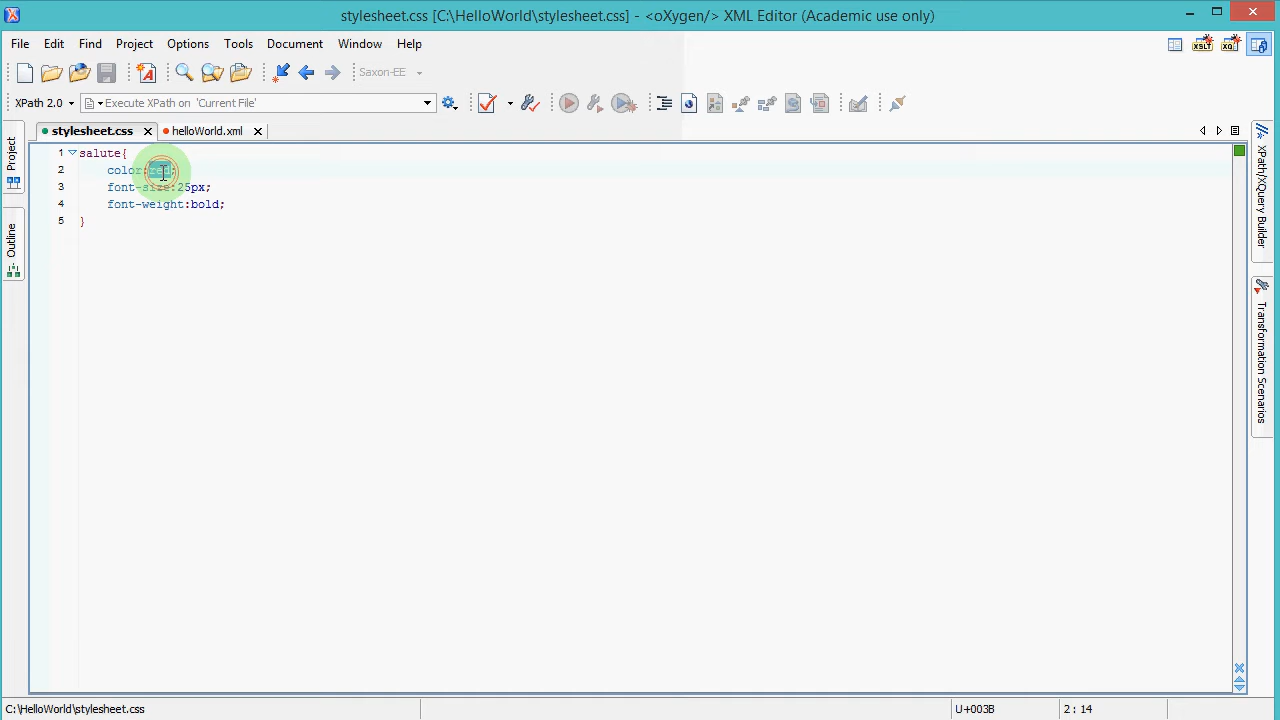 stylesheet.css [C:\HelloWorld\stylesheet.css] - <oXygen/> XML Editor (Academic use only)
File Edit Find Project Options Tools Document Window Help
XSLT XQL
Saxon-EE
XPath 2.0 Execute XPath on 'Current File'
stylesheet.css helloWorld.xml
1 salute{
2 color:red;
3 font-size:25px;
4 font-weight:bold;
5 }
Project
Outline
XPath/XQuery Builder
Transformation Scenarios
C:\HelloWorld\stylesheet.css U+003B 2 : 14